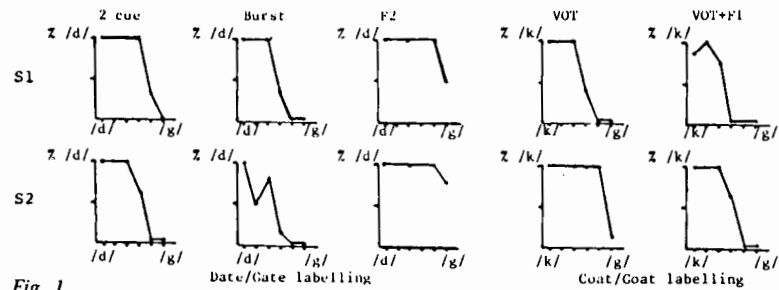 2 cue Burst F2 VOT VOT+F1
% /d/ % /d/ % /d/ % /k/ % /k/
S1
/d/ /g/ /d/ /g/ /d/ /g/ /k/ /g/ /k/ /g/
% /d/ % /d/ % /d/ % /k/ % /k/
S2
/d/ /g/ /d/ /g/ /d/ /g/ /k/ /g/ /k/ /g/
Date/Gate labelling Coat/Goat labelling
Fig. 1